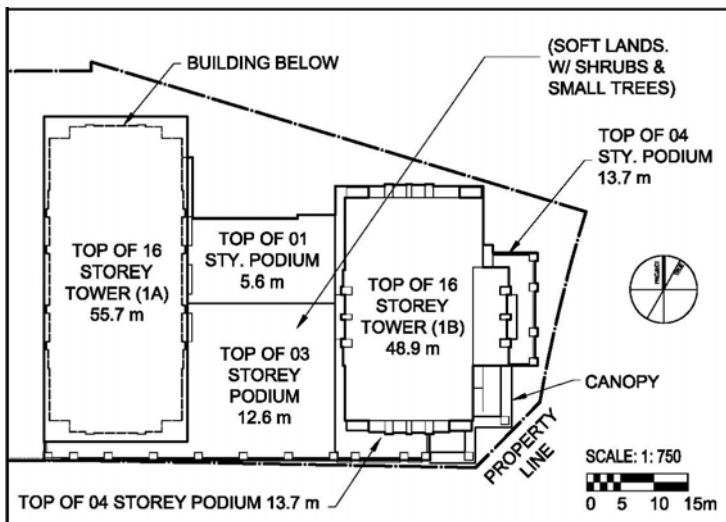 BUILDING BELOW
(SOFT LANDS.
W/ SHRUBS &
SMALL TREES)
TOP OF 04
STY. PODIUM
13.7 m
TOP OF 16
STOREY
TOWER (1A)
55.7 m
TOP OF 01
STY. PODIUM
5.6 m
TOP OF 16
STOREY
TOWER (1B)
48.9 m
PROJECT
TRUE
TOP OF 03
STOREY
PODIUM
12.6 m
CANOPY
PROPERTY
LINE
SCALE: 1: 750
0 5 10 15m
TOP OF 04 STOREY PODIUM 13.7 m